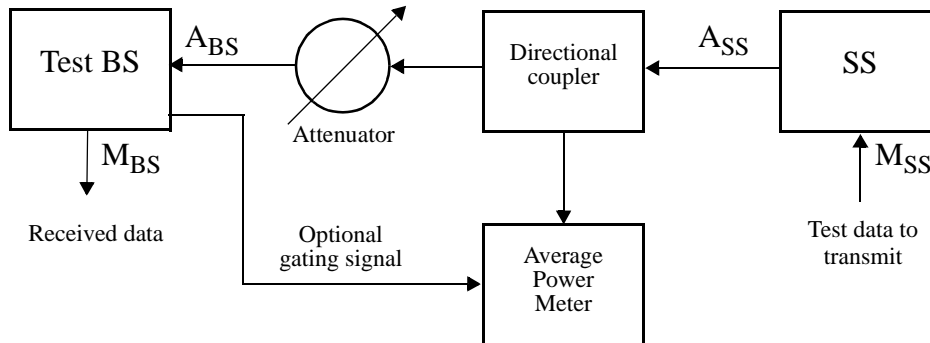 Test BS
A_BS
Attenuator
Directional
coupler
A_SS
SS
M_BS
M_SS
Received data
Optional
gating signal
Average
Power
Meter
Test data to
transmit